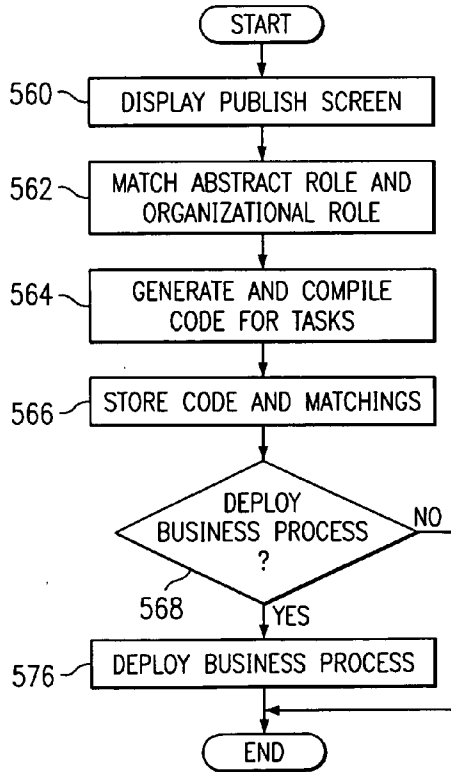 START
560
DISPLAY PUBLISH SCREEN
562
MATCH ABSTRACT ROLE AND
ORGANIZATIONAL ROLE
564
GENERATE AND COMPILE
CODE FOR TASKS
566
STORE CODE AND MATCHINGS
DEPLOY
BUSINESS PROCESS
?
NO
568
YES
576
DEPLOY BUSINESS PROCESS
END